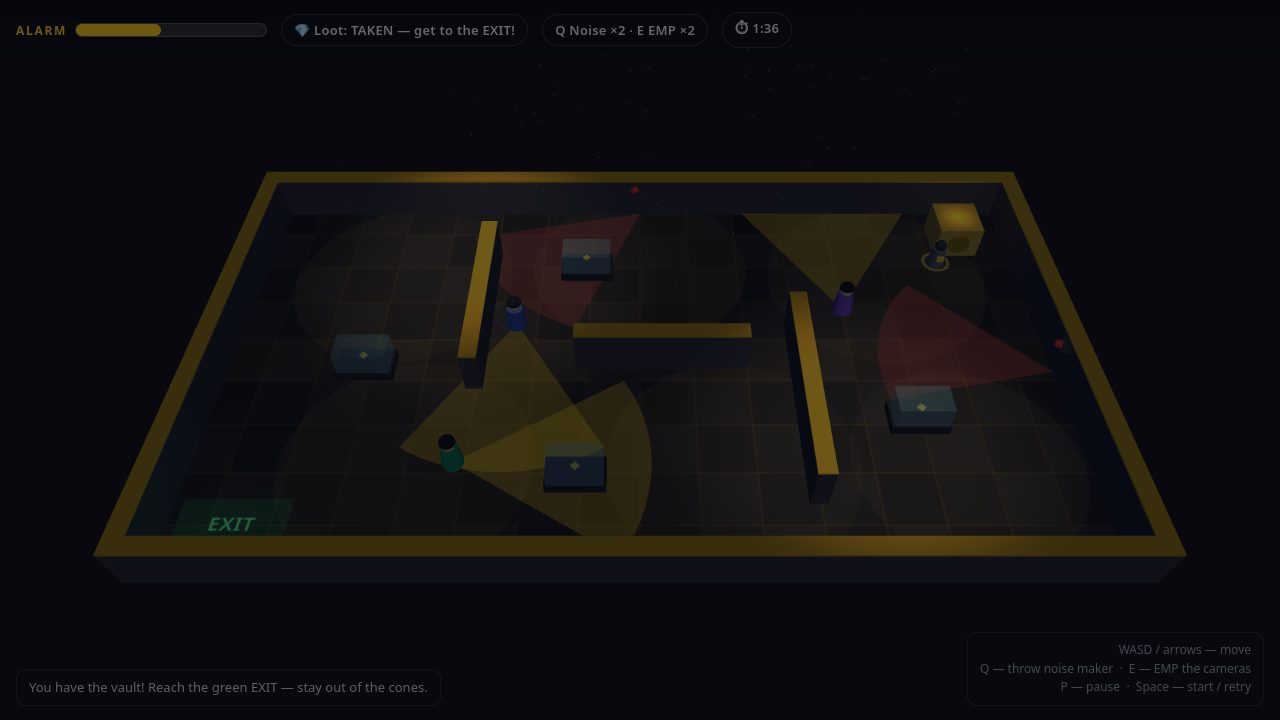 ALARM
💎 Loot: TAKEN — get to the EXIT!
Q Noise ×2 · E EMP ×2
⏱ 1:36
EXIT
You have the vault! Reach the green EXIT — stay out of the cones.
WASD / arrows — move
Q — throw noise maker · E — EMP the cameras
P — pause · Space — start / retry